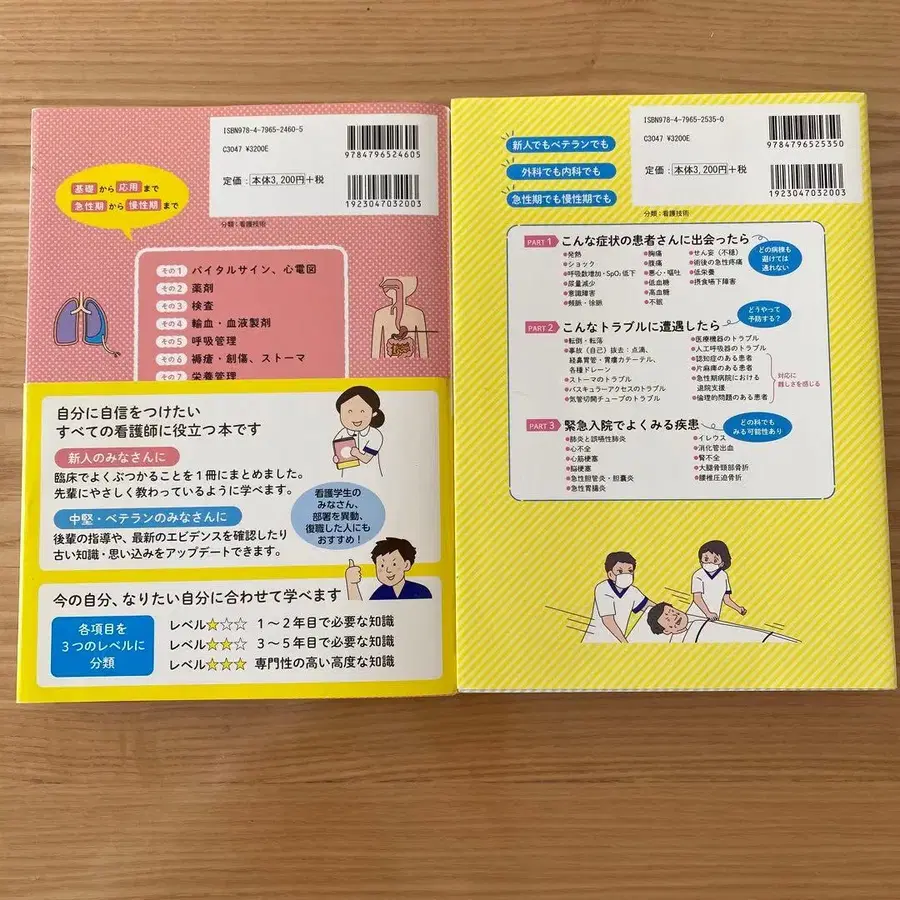 ISBN978-4-7965-2460-5
C3047 ¥3200E
9784796524605
定価:本体3,200円+税
1923047032003
分類:看護技術
基礎から応用まで
急性期から慢性期まで
その1 バイタルサイン、心電図
その2 薬剤
その3 検査
その4 輸血・血液製剤
その5 呼吸管理
その6 褥瘡・創傷、ストーマ
その7 栄養管理
自分に自信をつけたい
すべての看護師に役立つ本です
新人のみなさんに
臨床でよくぶつかることを1冊にまとめました。
先輩にやさしく教わっているように学べます。
中堅・ベテランのみなさんに
後輩の指導や、最新のエビデンスを確認したり
古い知識・思い込みをアップデートできます。
看護学生の
みなさん、
部署を異動、
復職した人にも
おすすめ!
今の自分、なりたい自分に合わせて学べます
各項目を
3つのレベルに
分類
レベル★☆☆ 1〜2年目で必要な知識
レベル★★☆ 3〜5年目で必要な知識
レベル★★★ 専門性の高い高度な知識
ISBN978-4-7965-2535-0
C3047 ¥3200E
9784796525350
定価:本体3,200円+税
1923047032003
分類:看護技術
新人でもベテランでも
外科でも内科でも
急性期でも慢性期でも
PART 1 こんな症状の患者さんに出会ったら
どの病棟も
避けては
通れない
●発熱
●ショック
●呼吸数増加・SpO₂低下
●尿量減少
●意識障害
●頻脈・徐脈
●胸痛
●腹痛
●悪心・嘔吐
●低血糖
●高血糖
●不眠
●せん妄(不穏)
●術後の急性疼痛
●低栄養
●摂食嚥下障害
PART 2 こんなトラブルに遭遇したら
どうやって
予防する?
●転倒・転落
●事故(自己)抜去:点滴、
経鼻胃管・胃瘻カテーテル、
各種ドレーン
●ストーマのトラブル
●バスキュラーアクセスのトラブル
●気管切開チューブのトラブル
●医療機器のトラブル
●人工呼吸器のトラブル
●認知症のある患者
●片麻痺のある患者
●急性期病院における
退院支援
●倫理的問題のある患者
対応に
難しさを感じる
PART 3 緊急入院でよくみる疾患
どの科でも
みる可能性あり
●肺炎と誤嚥性肺炎
●心不全
●心筋梗塞
●脳梗塞
●急性胆管炎・胆嚢炎
●急性胃腸炎
●イレウス
●消化管出血
●腎不全
●大腿骨頸部骨折
●腰椎圧迫骨折